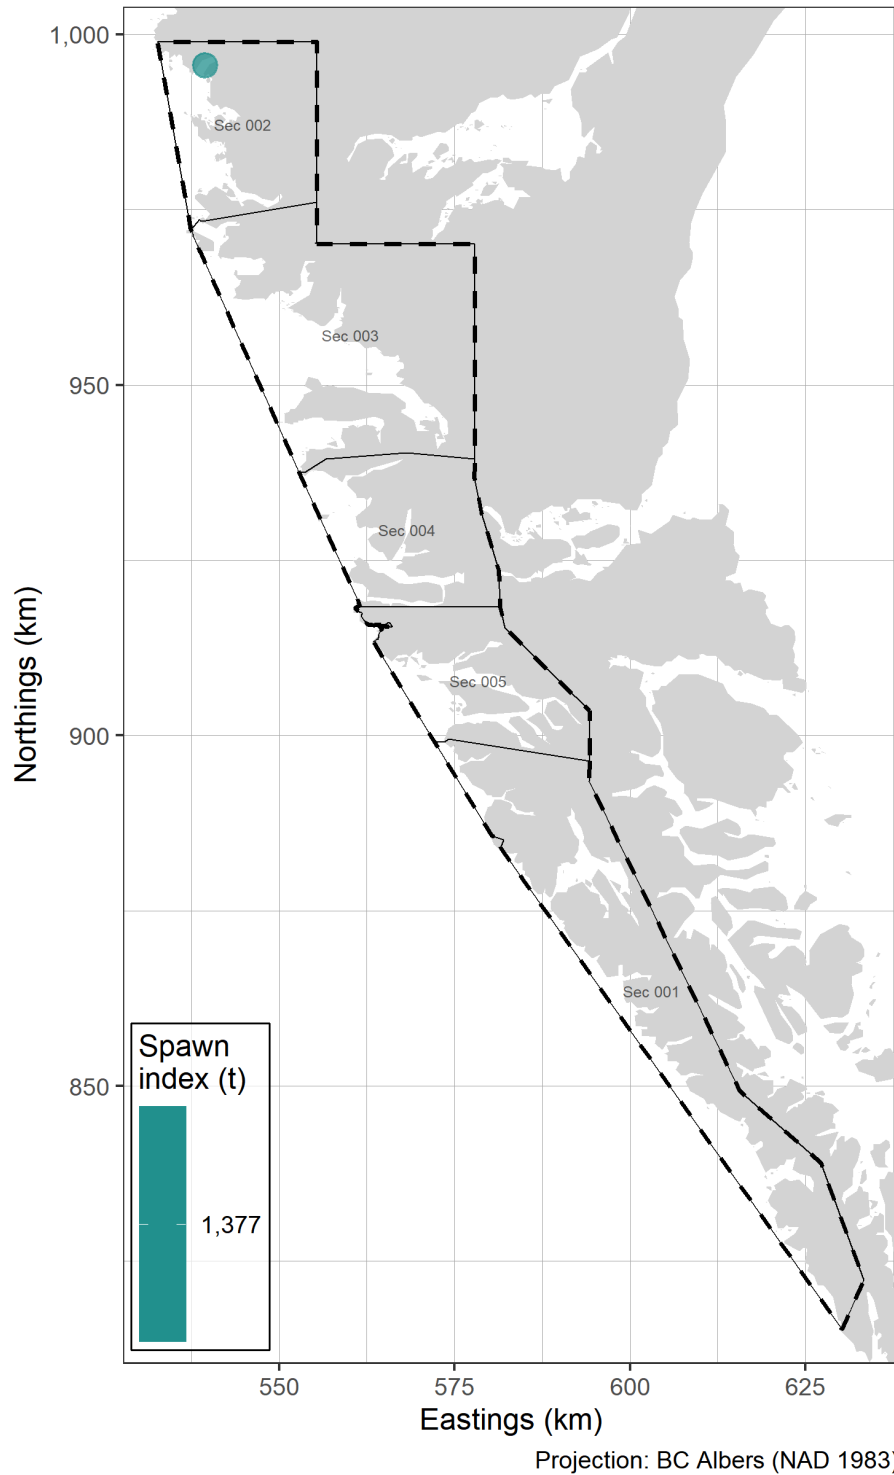 1,000
Sec 002
Sec 003
950
Sec 004
Northings (km)
Sec 005
900
Sec 001
Spawn
index (t)
850
1,377
550
575
600
625
Eastings (km)
Projection: BC Albers (NAD 1983)